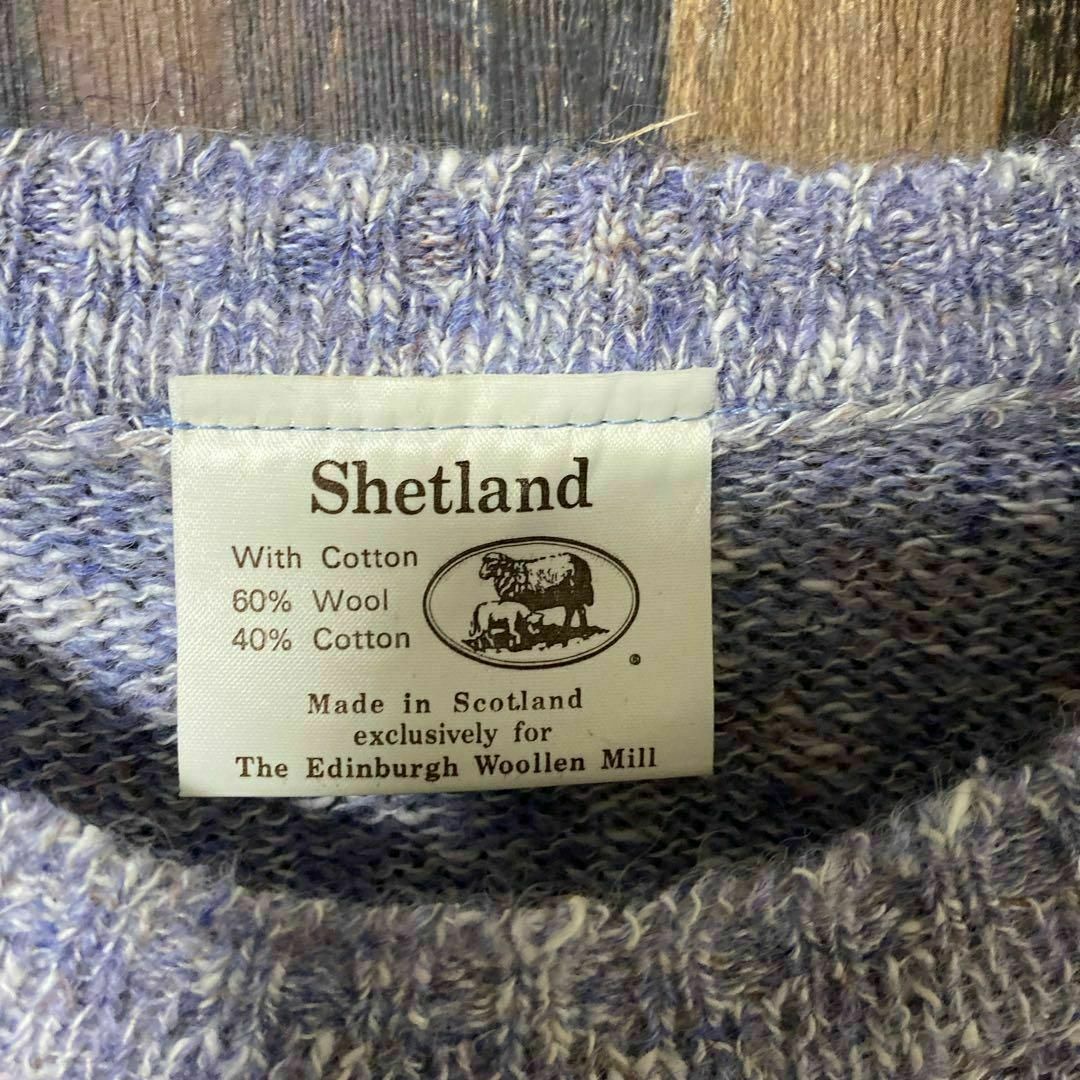 Shetland
With Cotton
60% Wool
40% Cotton
®
Made in Scotland
exclusively for
The Edinburgh Woollen Mill